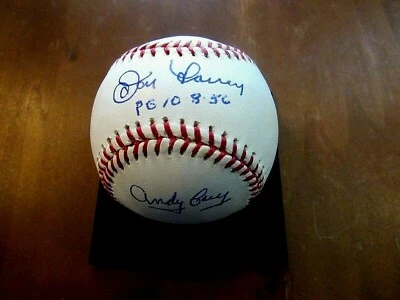 Don Larsen
PG 10 8-56
Andy Carey